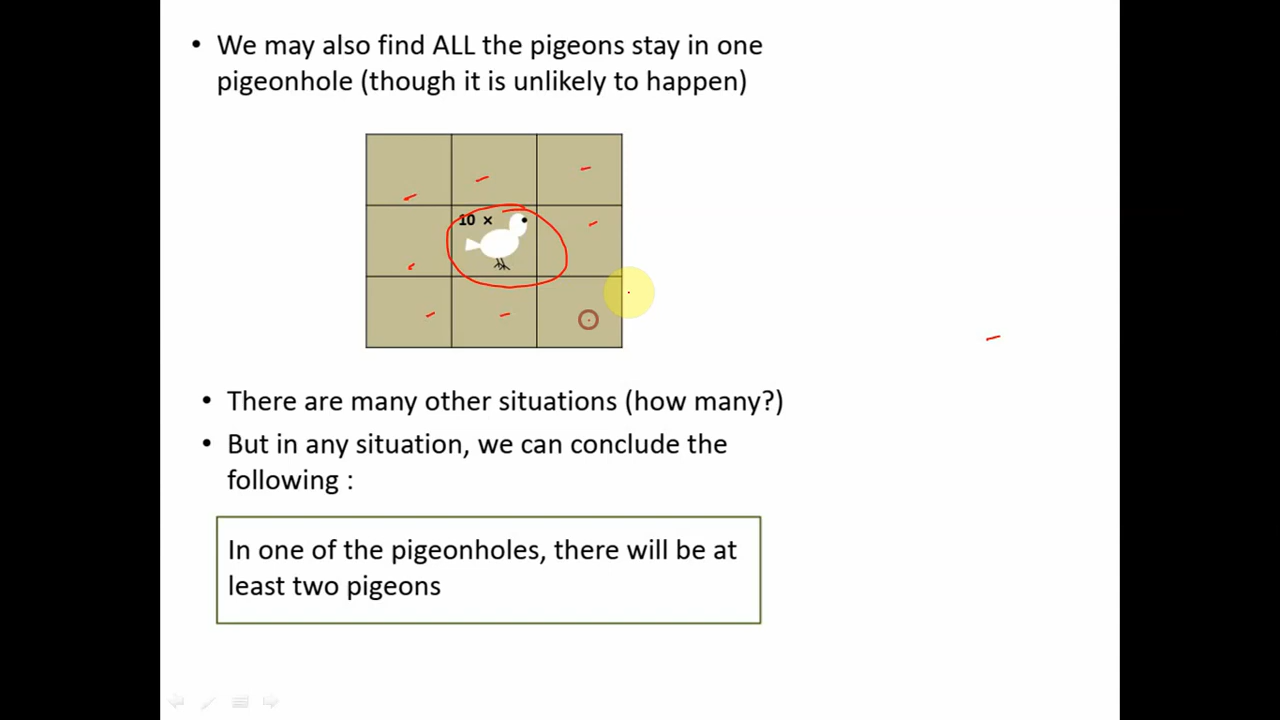 • We may also find ALL the pigeons stay in one
pigeonhole (though it is unlikely to happen)
10 ×
• There are many other situations (how many?)
• But in any situation, we can conclude the
following :
In one of the pigeonholes, there will be at
least two pigeons